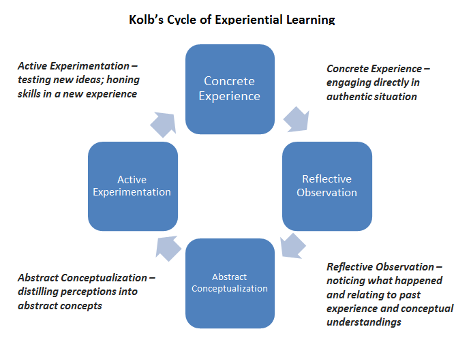 Kolb's Cycle of Experiential Learning
Active Experimentation –
testing new ideas; honing
skills in a new experience
Concrete
Experience
Concrete Experience –
engaging directly in
authentic situation
Active
Experimentation
Reflective
Observation
Abstract
Conceptualization
Abstract Conceptualization –
distilling perceptions into
abstract concepts
Reflective Observation –
noticing what happened
and relating to past
experience and conceptual
understandings